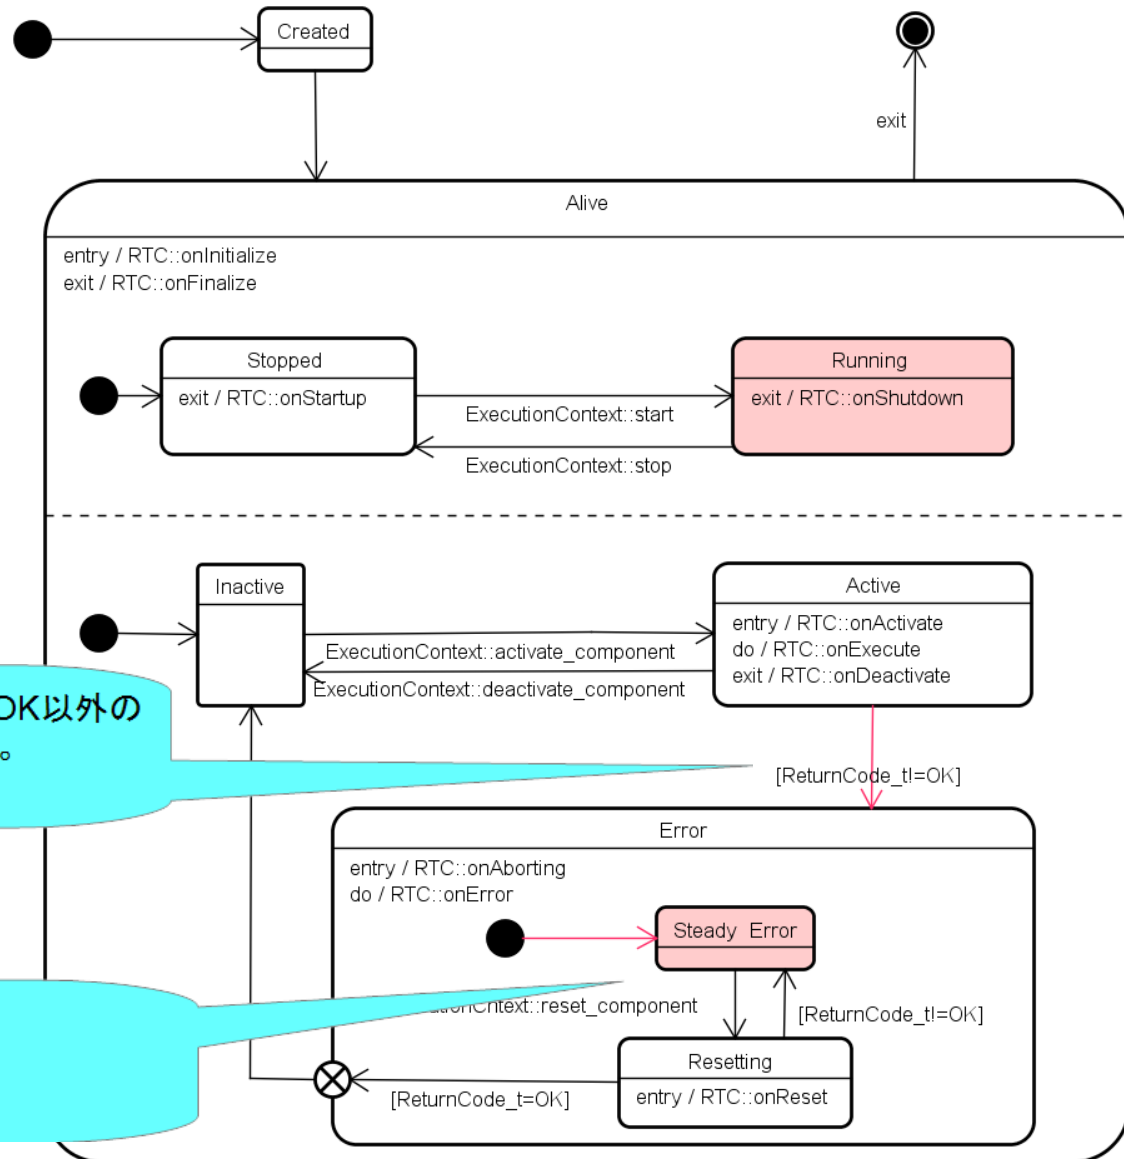 Created
exit
Alive
entry / RTC::onInitialize
exit / RTC::onFinalize
Stopped
exit / RTC::onStartup
Running
exit / RTC::onShutdown
ExecutionContext::start
ExecutionContext::stop
Inactive
Active
entry / RTC::onActivate
do / RTC::onExecute
exit / RTC::onDeactivate
ExecutionContext::activate_component
ExecutionContext::deactivate_component
OK以外の
。
[ReturnCode_t!=OK]
Error
entry / RTC::onAborting
do / RTC::onError
Steady Error
::reset_component
[ReturnCode_t!=OK]
Resetting
entry / RTC::onReset
[ReturnCode_t=OK]